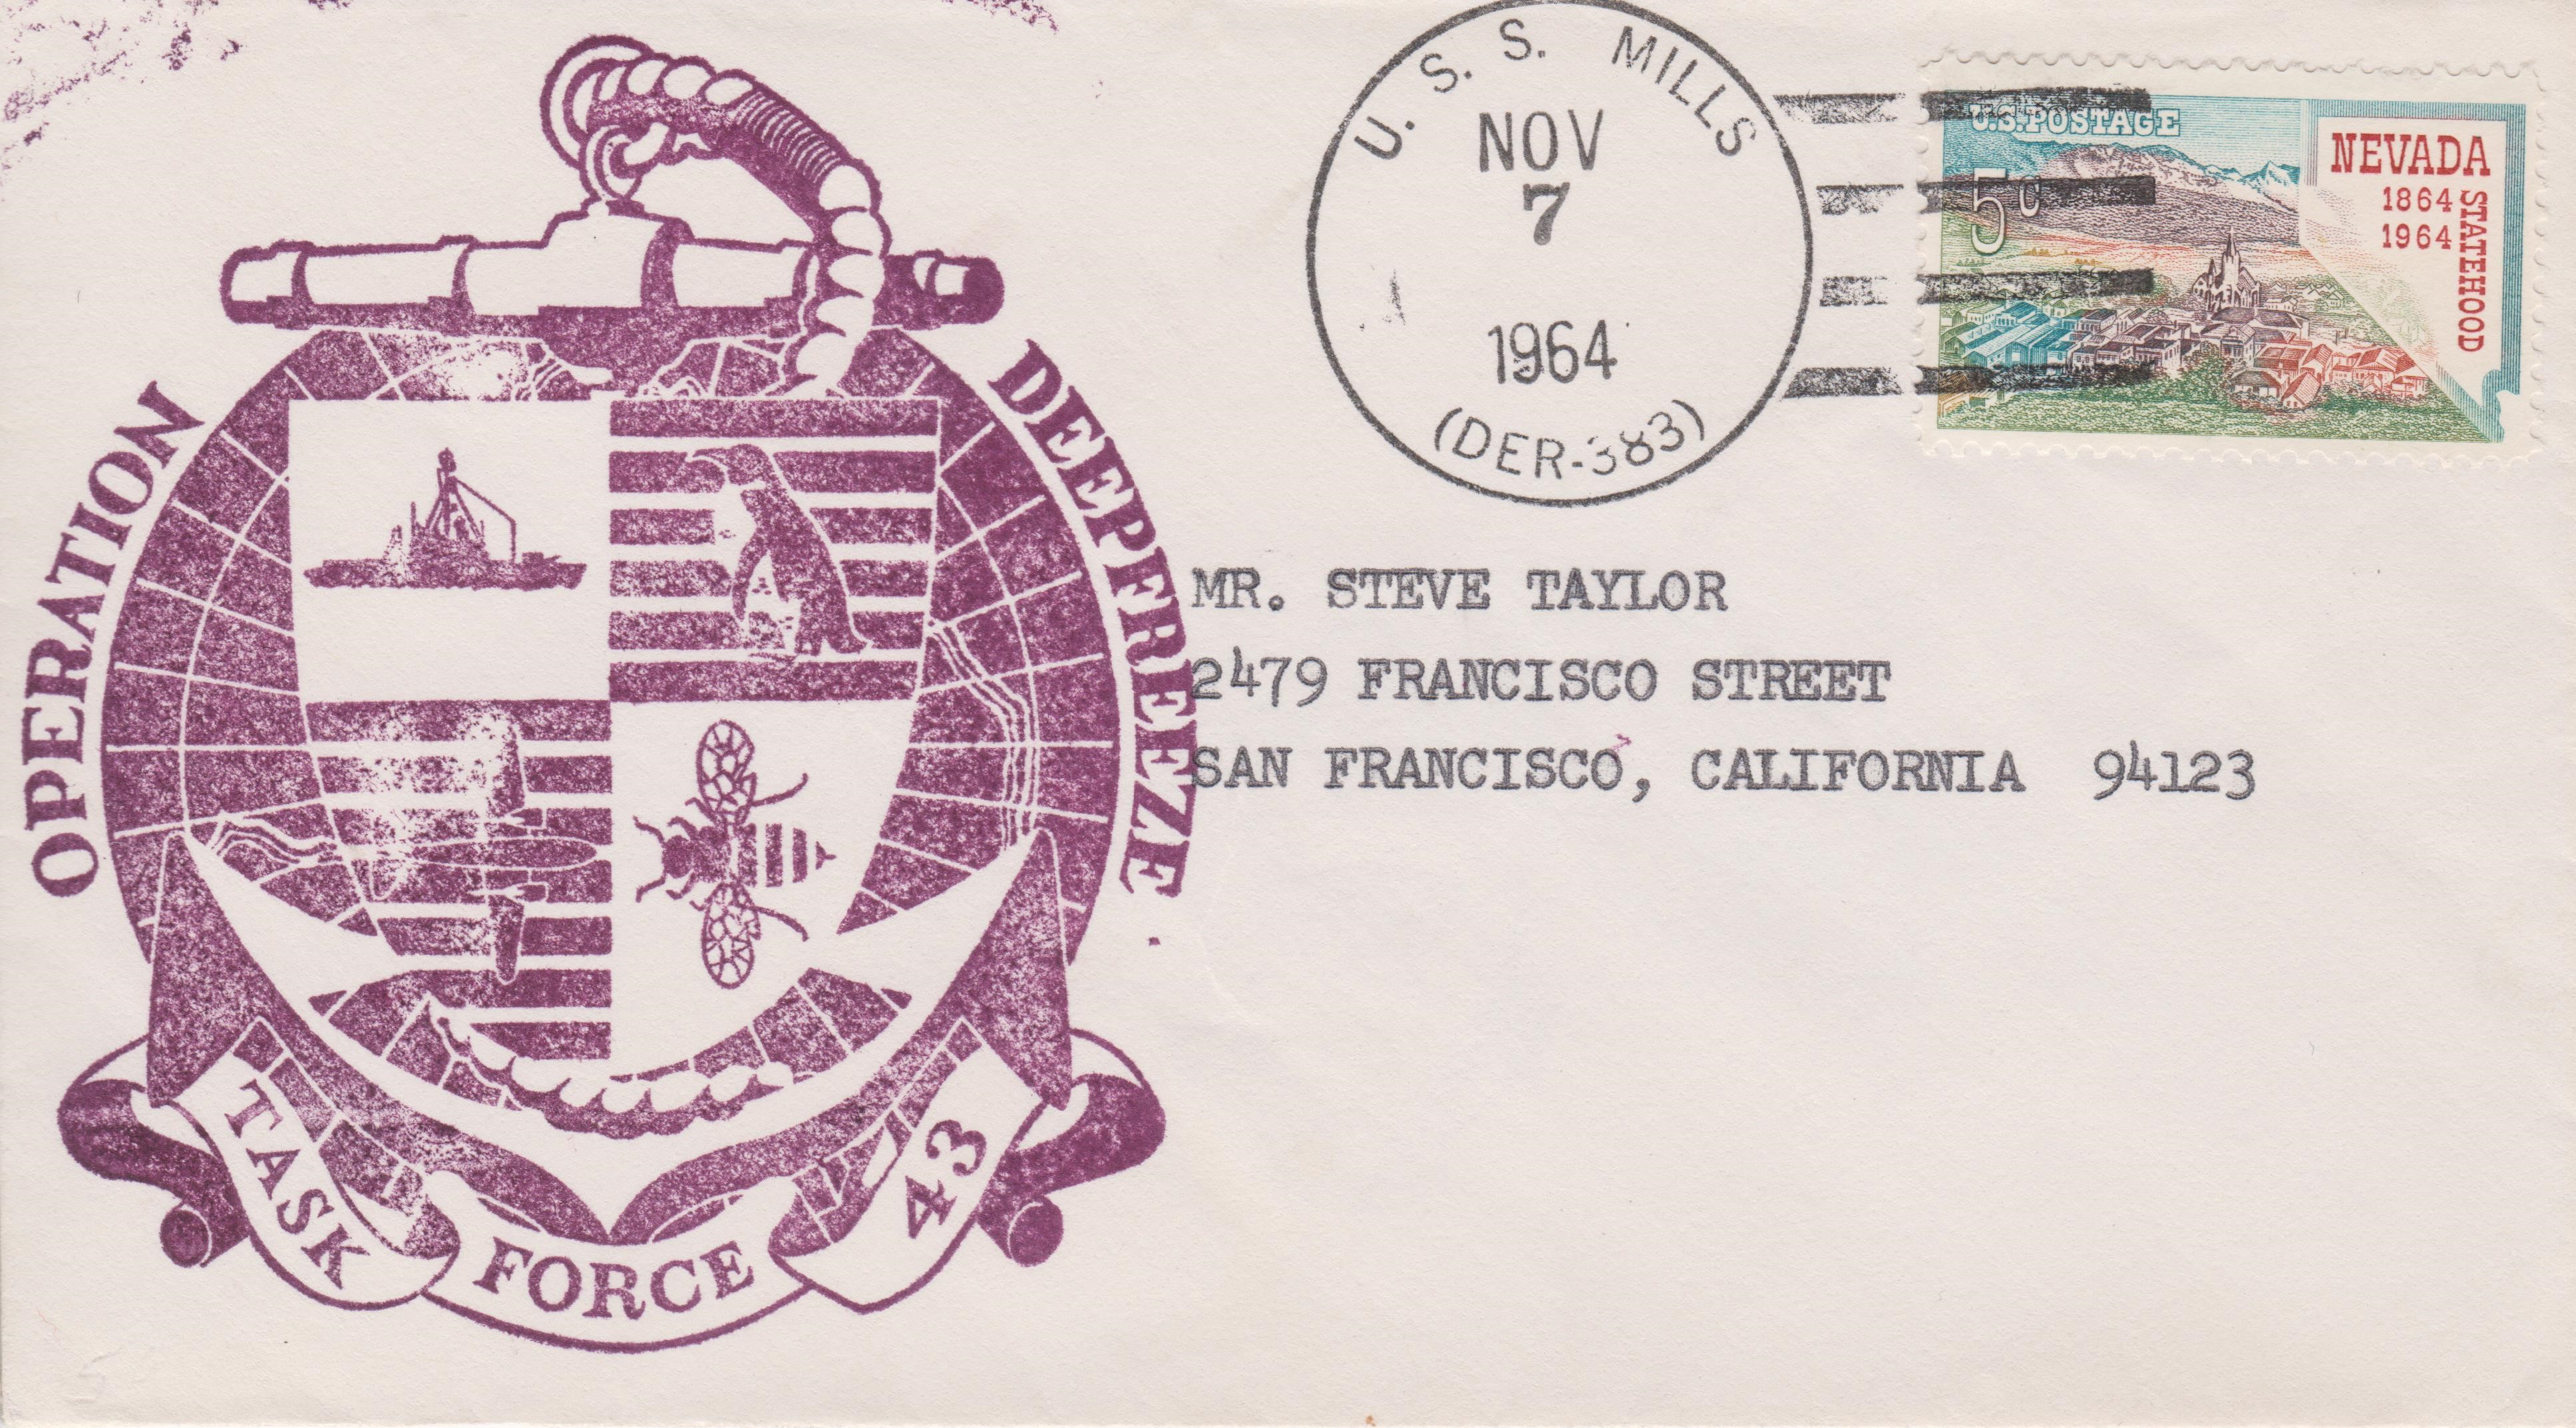 OPERATION DEEPFREEZE
TASK FORCE 43
U. S. S. MILLS
NOV
7
1964
(DER-383)
U.S. POSTAGE
5c
NEVADA
1864
1964
STATEHOOD
MR. STEVE TAYLOR
2479 FRANCISCO STREET
SAN FRANCISCO, CALIFORNIA 94123